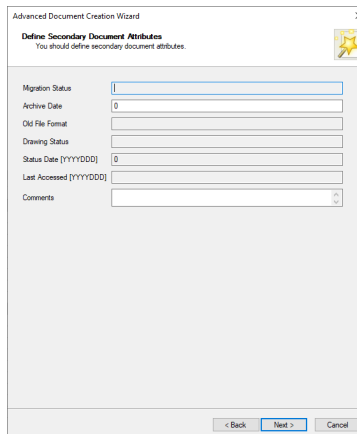 Advanced Document Creation Wizard
Define Secondary Document Attributes
You should define secondary document attributes.
Migration Status
Archive Date 0
Old File Format
Drawing Status
Status Date [YYYYDDD] 0
Last Accessed [YYYYDDD]
Comments
< Back Next > Cancel